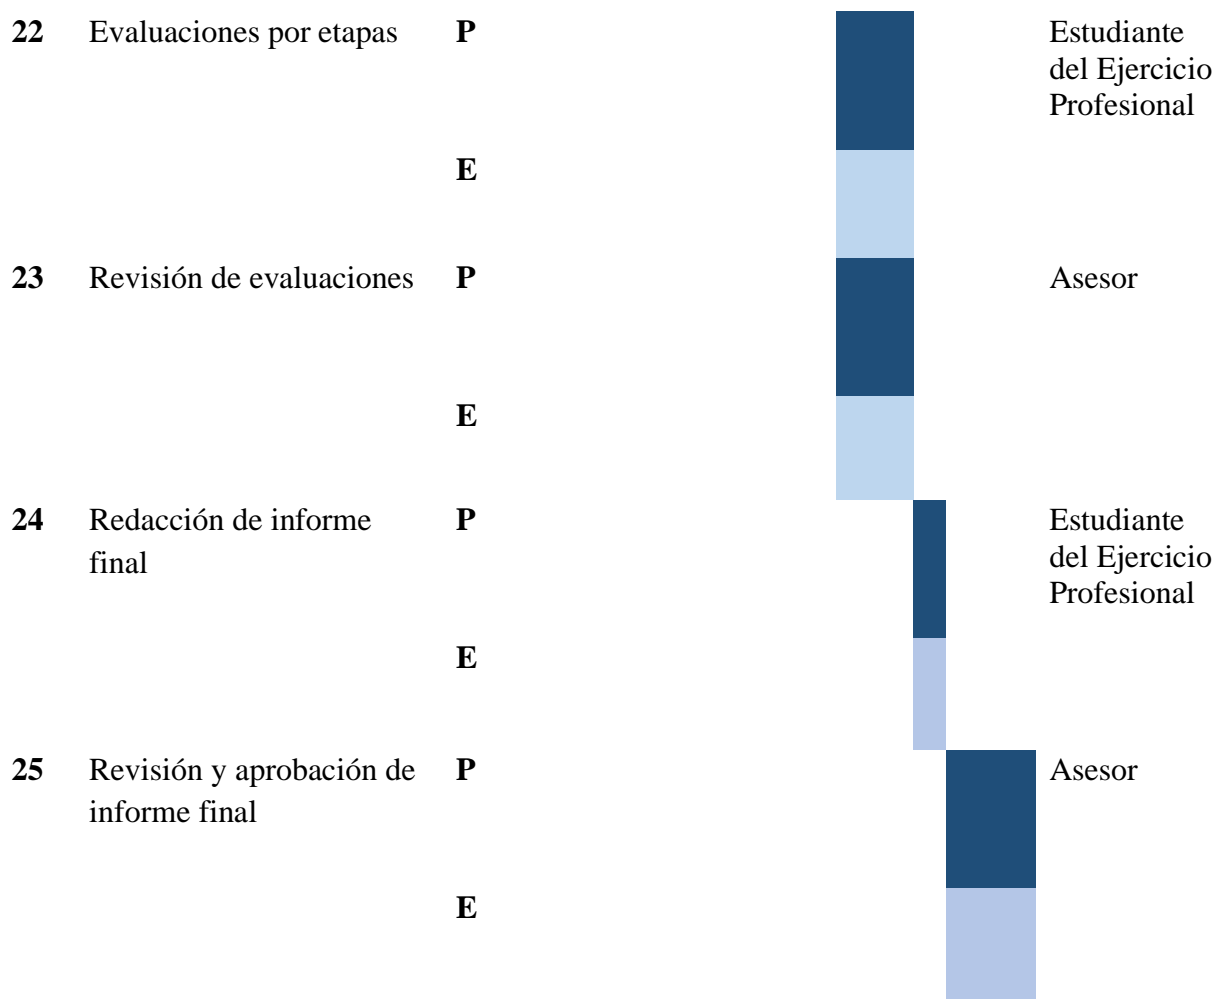 22 Evaluaciones por etapas P Estudiante
del Ejercicio
Profesional
E
23 Revisión de evaluaciones P Asesor
E
24 Redacción de informe P Estudiante
final del Ejercicio
Profesional
E
25 Revisión y aprobación de P Asesor
informe final
E